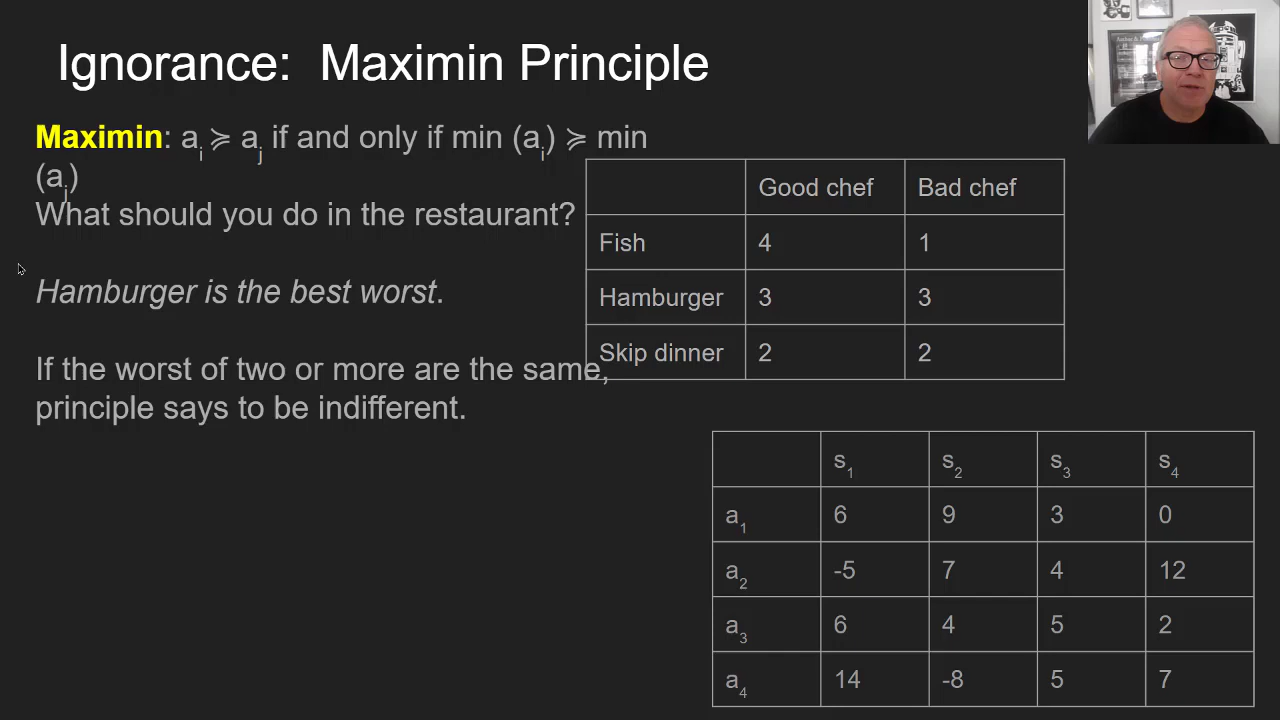 Ignorance: Maximin Principle
Maximin: aᵢ ≽ aⱼ if and only if min (aᵢ) ≽ min
(aⱼ)
What should you do in the restaurant?
Hamburger is the best worst.
If the worst of two or more are the same,
principle says to be indifferent.
Good chef Bad chef
Fish 4 1
Hamburger 3 3
Skip dinner 2 2
s₁ s₂ s₃ s₄
a₁ 6 9 3 0
a₂ -5 7 4 12
a₃ 6 4 5 2
a₄ 14 -8 5 7